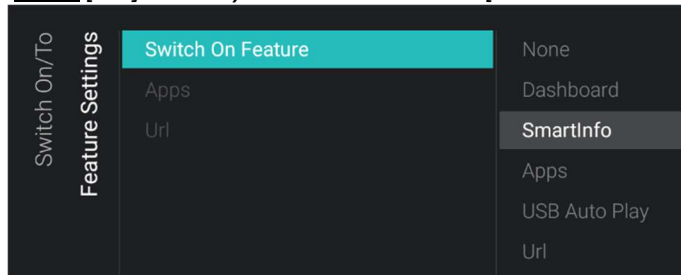 Switch On/To
Feature Settings
Switch On Feature
Apps
Url
None
Dashboard
SmartInfo
Apps
USB Auto Play
Url